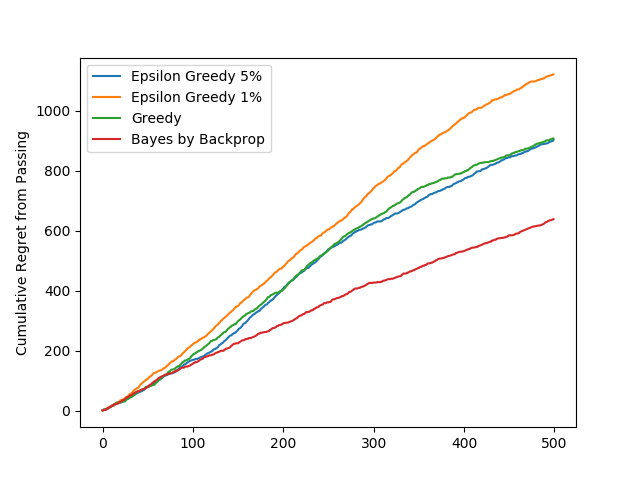 Epsilon Greedy 5%
Epsilon Greedy 1%
Greedy
Bayes by Backprop
Cumulative Regret from Passing
1000
800
600
400
200
0
0 100 200 300 400 500